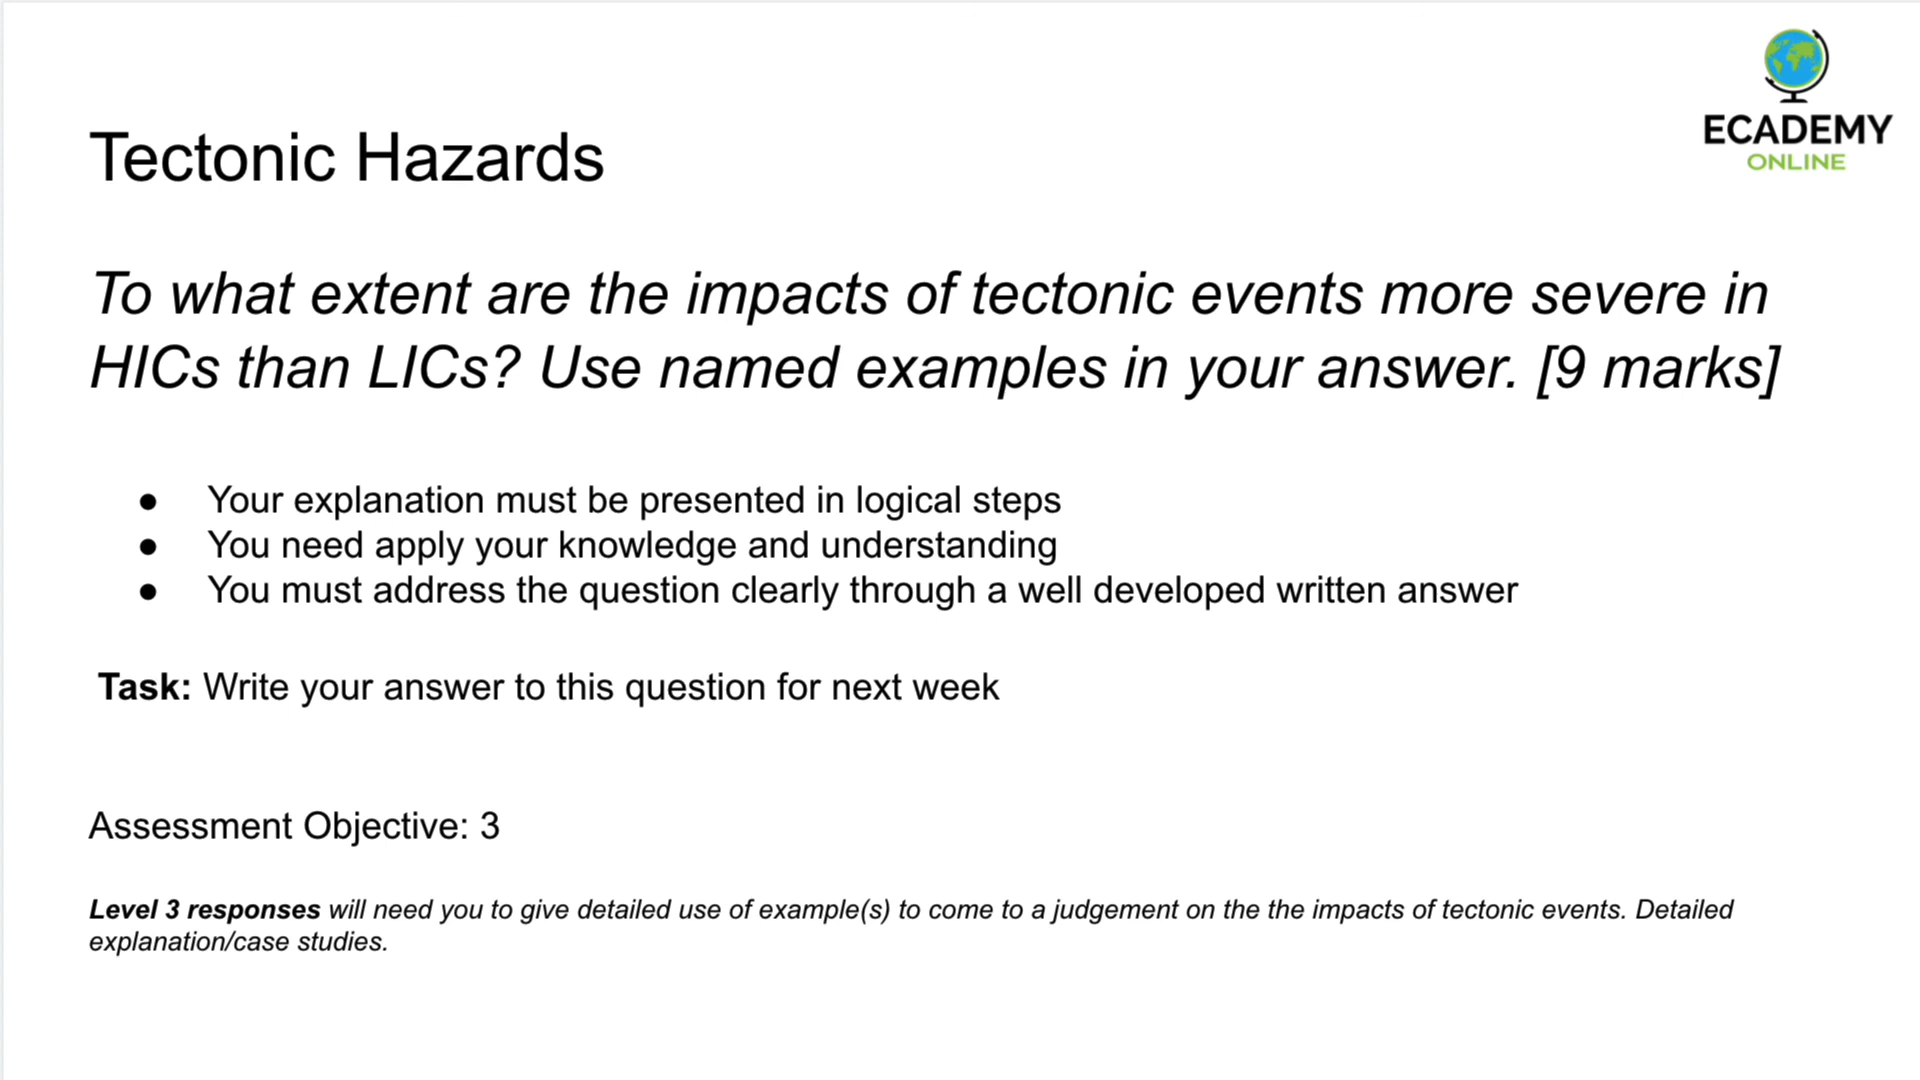 ECADEMY
ONLINE
Tectonic Hazards
To what extent are the impacts of tectonic events more severe in
HICs than LICs? Use named examples in your answer. [9 marks]
● Your explanation must be presented in logical steps
● You need apply your knowledge and understanding
● You must address the question clearly through a well developed written answer
Task: Write your answer to this question for next week
Assessment Objective: 3
Level 3 responses will need you to give detailed use of example(s) to come to a judgement on the the impacts of tectonic events. Detailed
explanation/case studies.